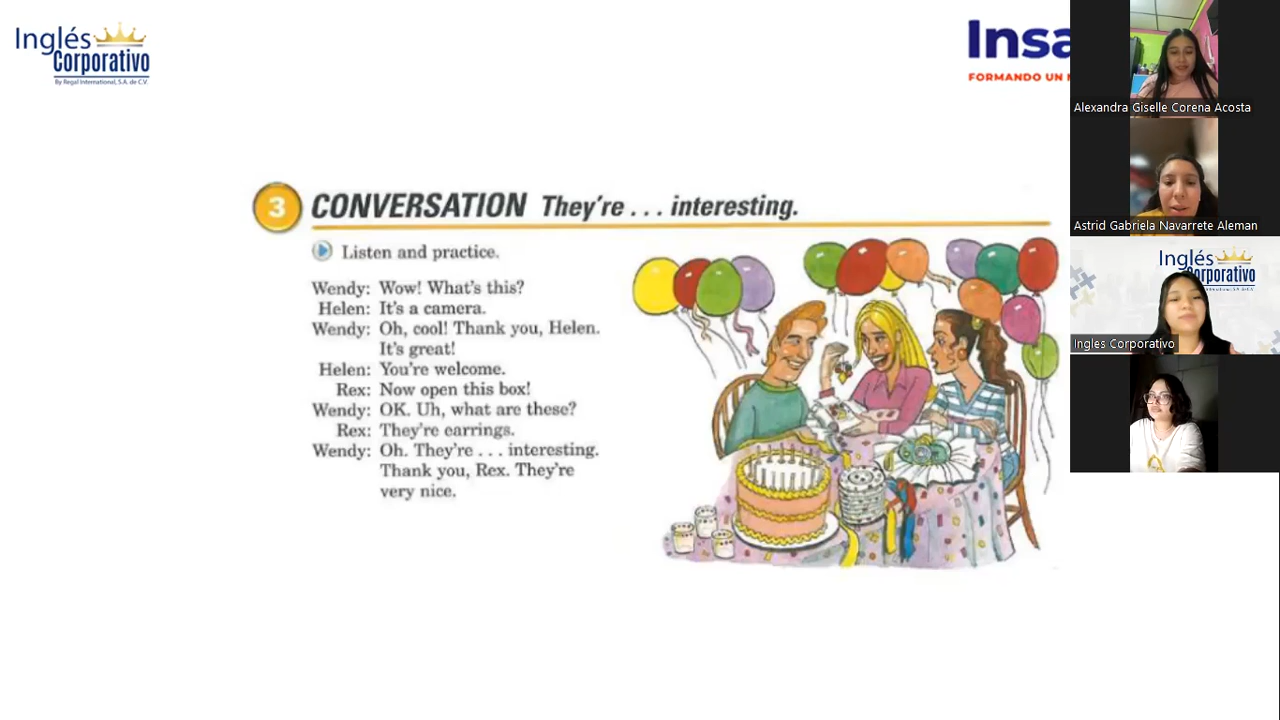 Inglés
Corporativo
By Regal International, S.A. de C.V.
Insa
FORMANDO UN
3 CONVERSATION They're . . . interesting.
Listen and practice.
Wendy: Wow! What's this?
Helen: It's a camera.
Wendy: Oh, cool! Thank you, Helen.
It's great!
Helen: You're welcome.
Rex: Now open this box!
Wendy: OK. Uh, what are these?
Rex: They're earrings.
Wendy: Oh. They're . . . interesting.
Thank you, Rex. They're
very nice.
Alexandra Giselle Corena Acosta
Astrid Gabriela Navarrete Aleman
Inglés
Corporativo
Ingles Corporativo